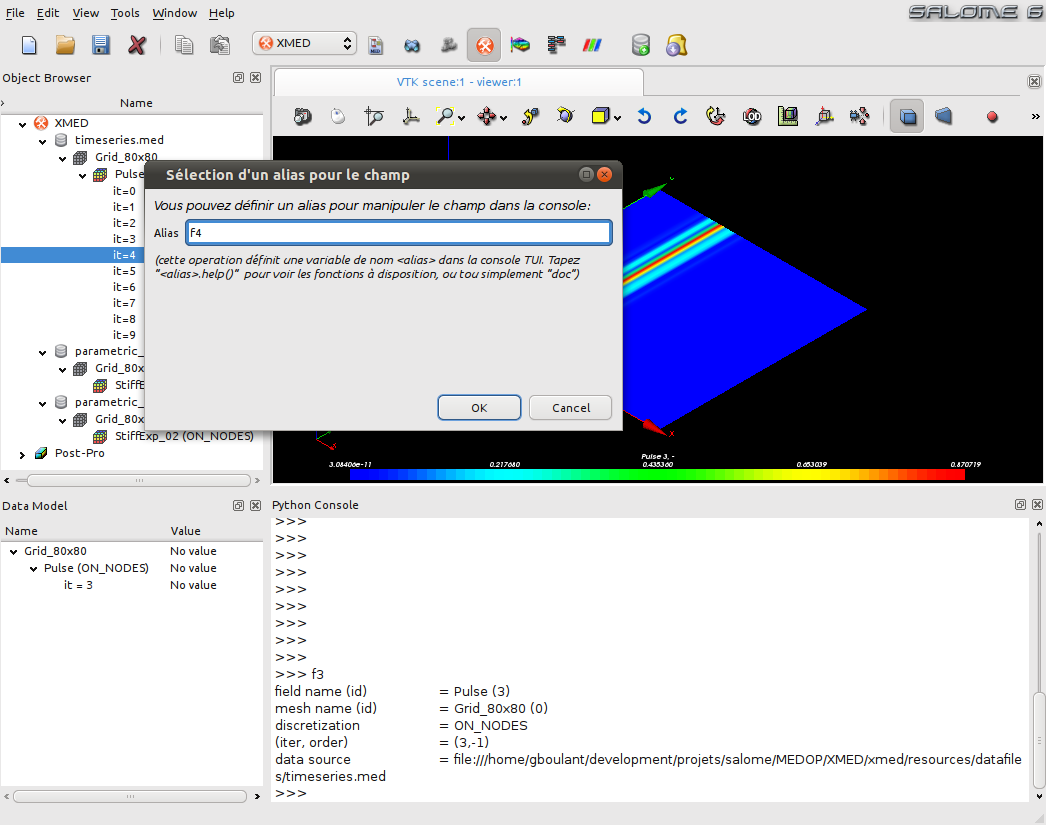 File Edit View Tools Window Help
SALOME 6
XMED
Object Browser
Name
XMED
timeseries.med
Grid_80x80
Pulse
it=0
it=1
it=2
it=3
it=4
it=5
it=6
it=7
it=8
it=9
parametric_
Grid_80x
StiffE
parametric_
Grid_80x
StiffExp_02 (ON_NODES)
Post-Pro
VTK scene:1 - viewer:1
LOD
»
Sélection d'un alias pour le champ
Vous pouvez définir un alias pour manipuler le champ dans la console:
Alias f4
(cette operation définit une variable de nom <alias> dans la console TUI. Tapez
"<alias>.help()" pour voir les fonctions à disposition, ou tou simplement "doc")
OK Cancel
Y
X
X
Pulse 3, -
3.08406e-11 0.217680 0.435360 0.653039 0.870719
Data Model
Name Value
Grid_80x80 No value
Pulse (ON_NODES) No value
it = 3 No value
Python Console
>>>
>>>
>>>
>>>
>>>
>>>
>>>
>>>
>>>
>>> f3
field name (id) = Pulse (3)
mesh name (id) = Grid_80x80 (0)
discretization = ON_NODES
(iter, order) = (3,-1)
data source = file:///home/gboulant/development/projets/salome/MEDOP/XMED/xmed/resources/datafile
s/timeseries.med
>>>